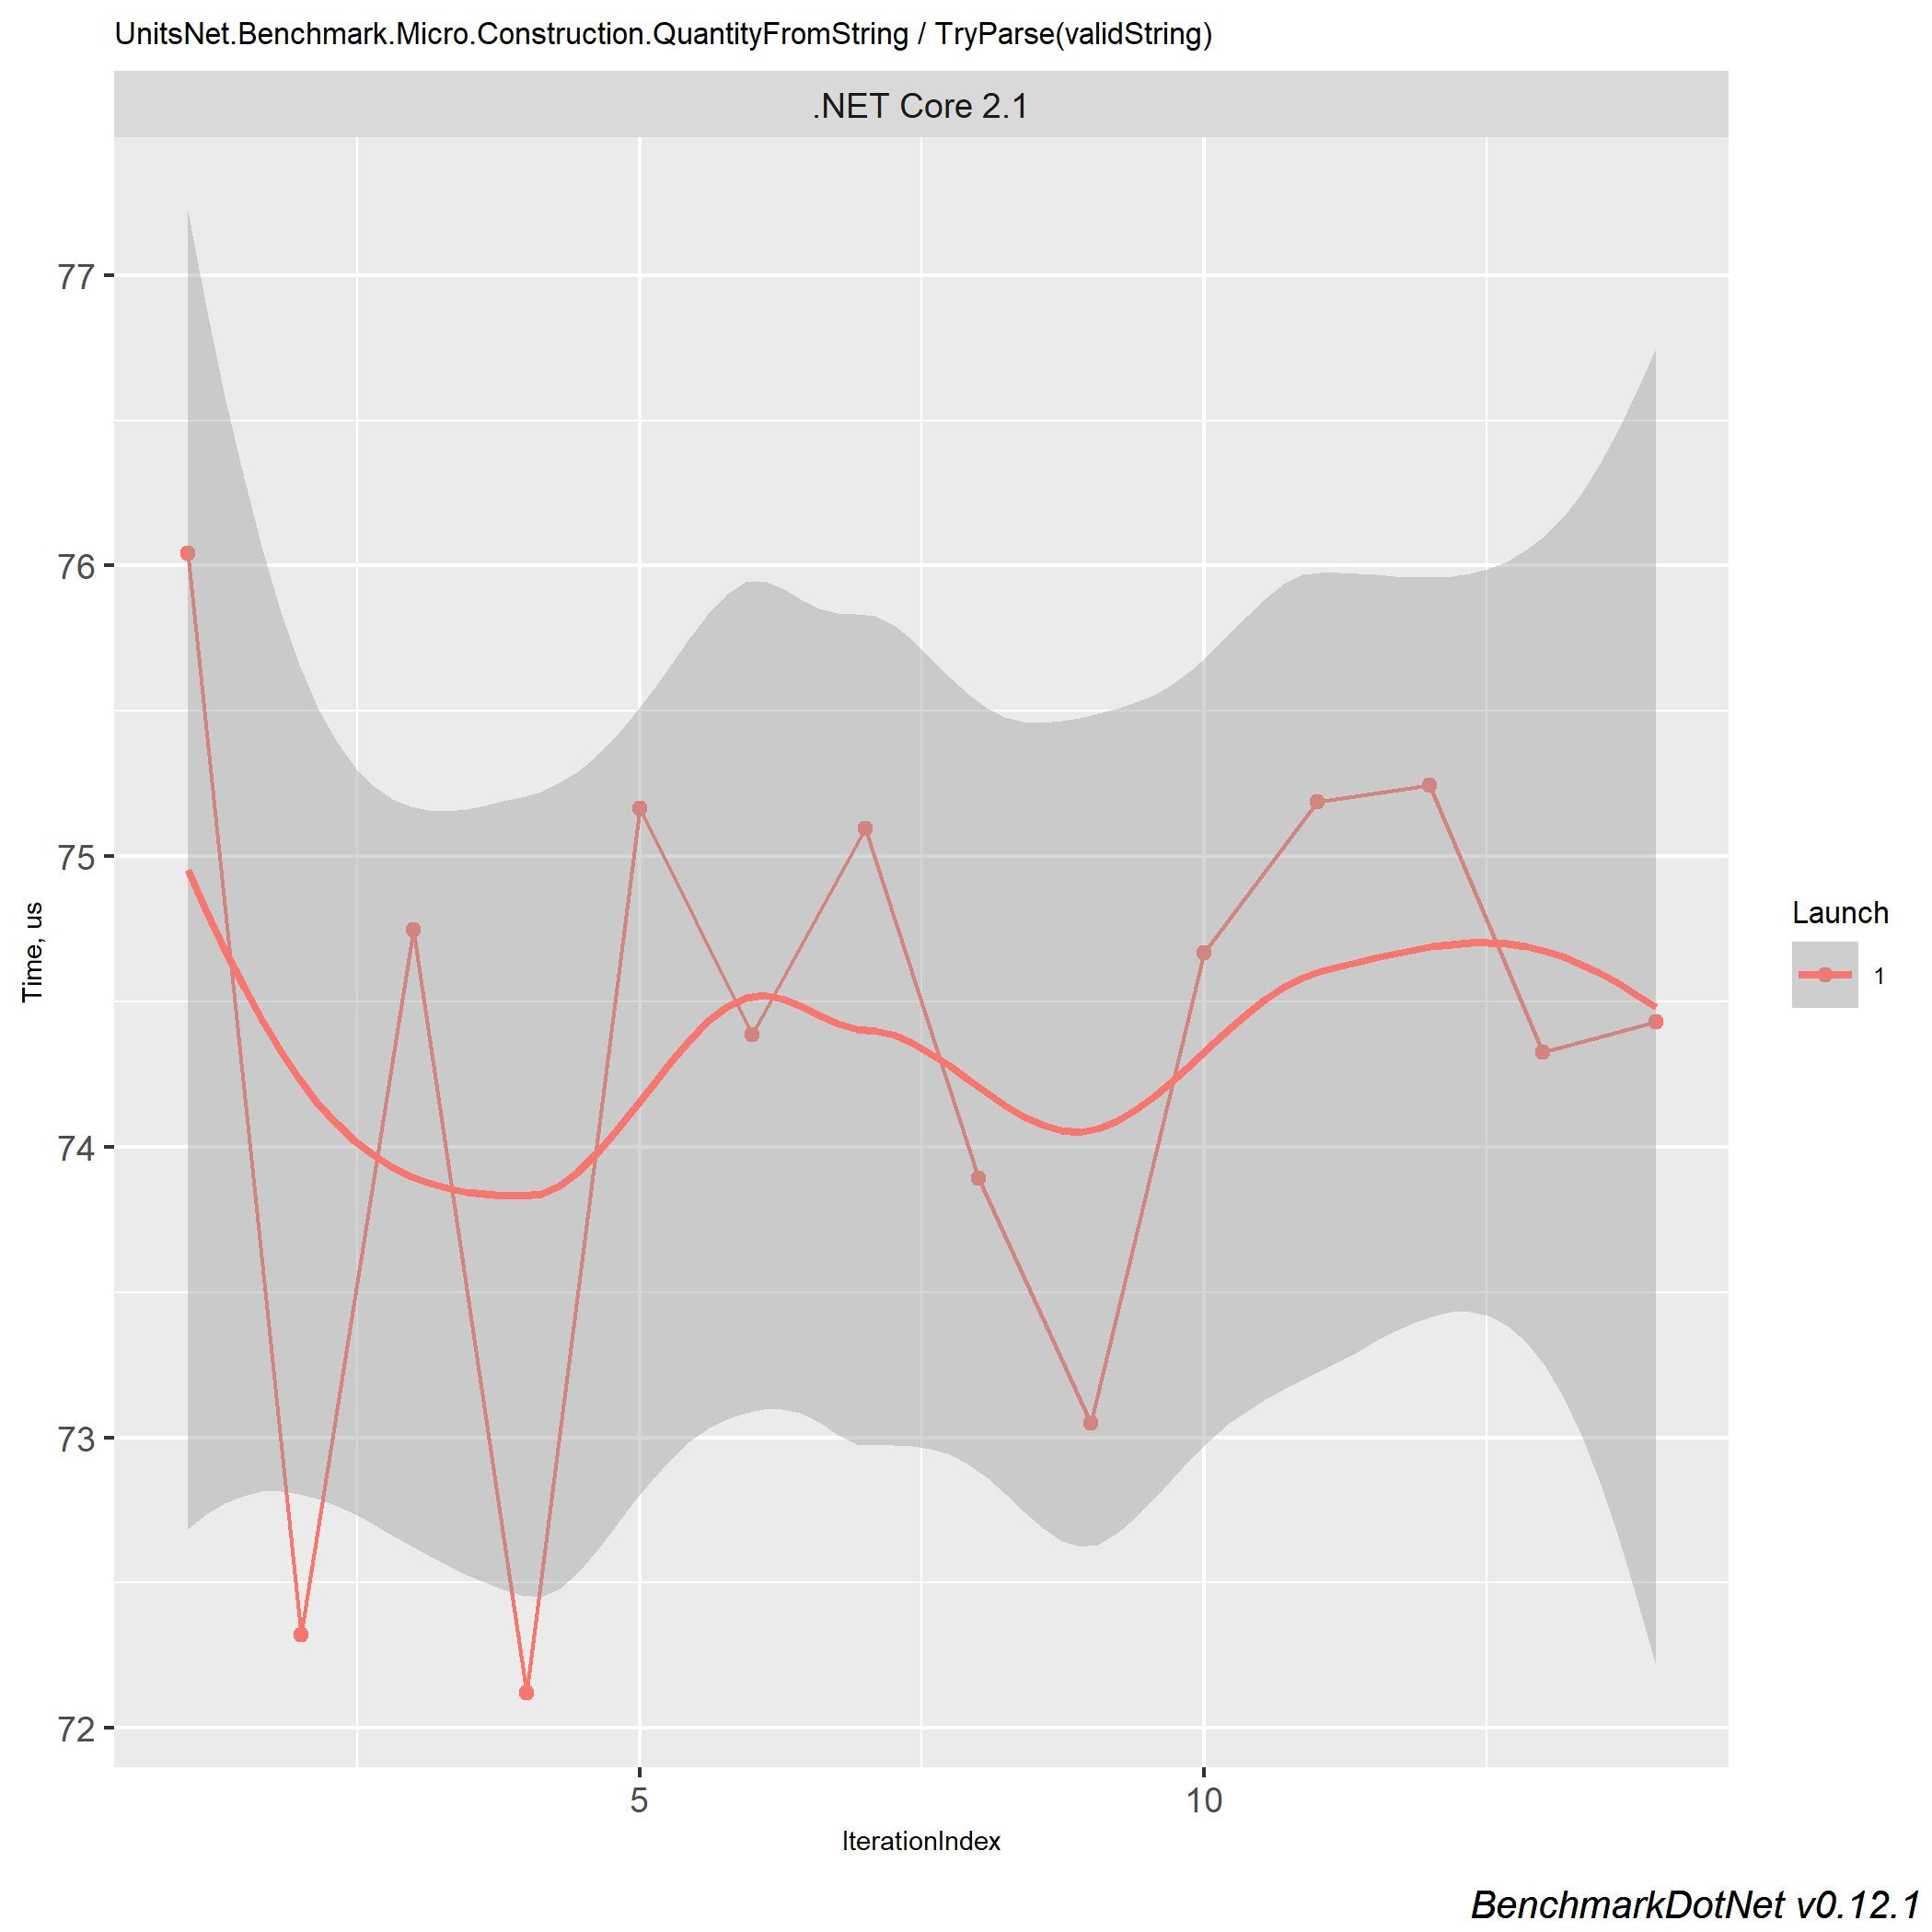 UnitsNet.Benchmark.Micro.Construction.QuantityFromString / TryParse(validString)
.NET Core 2.1
77
76
75
74
73
72
Time, us
5
10
IterationIndex
Launch
1
BenchmarkDotNet v0.12.1